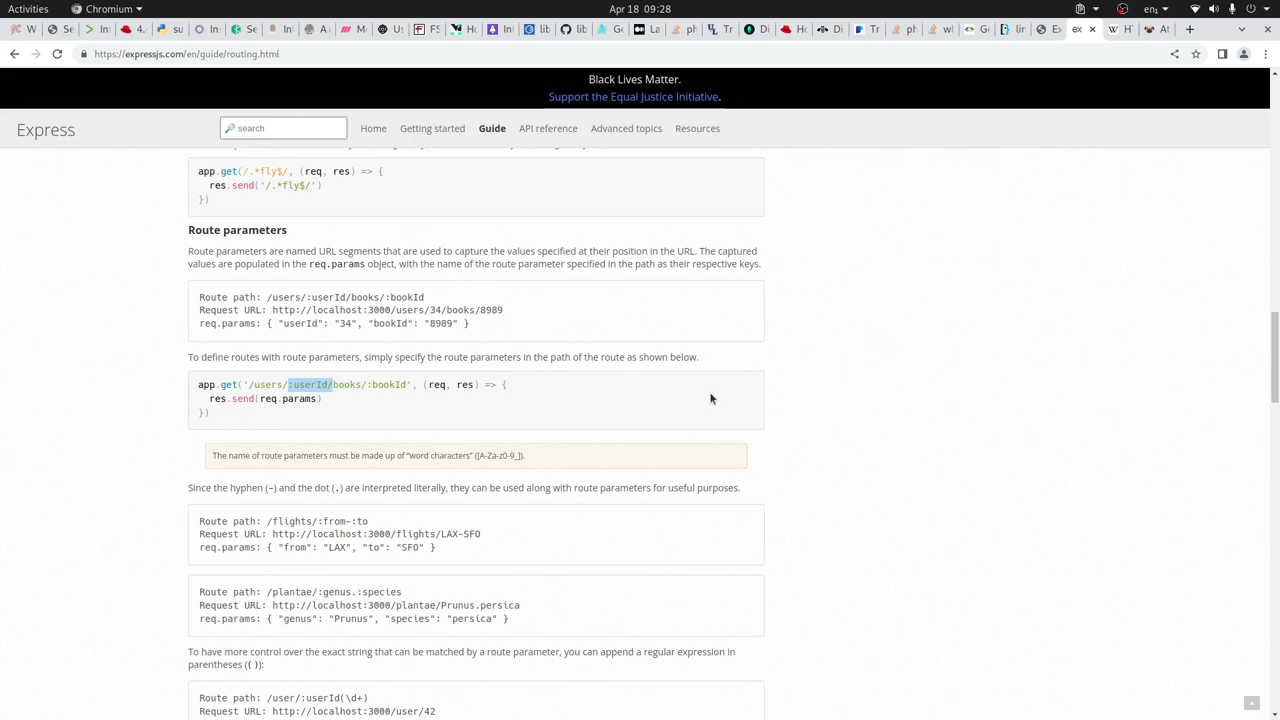 Activities
Chromium
Apr 18 09:28
en
https://expressjs.com/en/guide/routing.html
Black Lives Matter.
Support the Equal Justice Initiative.
Express
search
Home
Getting started
Guide
API reference
Advanced topics
Resources
app.get(/.*fly$/, (req, res) => {
res.send('/.*fly$/')
})
Route parameters
Route parameters are named URL segments that are used to capture the values specified at their position in the URL. The captured
values are populated in the req.params object, with the name of the route parameter specified in the path as their respective keys.
Route path: /users/:userId/books/:bookId
Request URL: http://localhost:3000/users/34/books/8989
req.params: { "userId": "34", "bookId": "8989" }
To define routes with route parameters, simply specify the route parameters in the path of the route as shown below.
app.get('/users/:userId/books/:bookId', (req, res) => {
res.send(req.params)
})
The name of route parameters must be made up of "word characters" ([A-Za-z0-9_]).
Since the hyphen (-) and the dot (.) are interpreted literally, they can be used along with route parameters for useful purposes.
Route path: /flights/:from-:to
Request URL: http://localhost:3000/flights/LAX-SFO
req.params: { "from": "LAX", "to": "SFO" }
Route path: /plantae/:genus.:species
Request URL: http://localhost:3000/plantae/Prunus.persica
req.params: { "genus": "Prunus", "species": "persica" }
To have more control over the exact string that can be matched by a route parameter, you can append a regular expression in
parentheses (()):
Route path: /user/:userId(\d+)
Request URL: http://localhost:3000/user/42